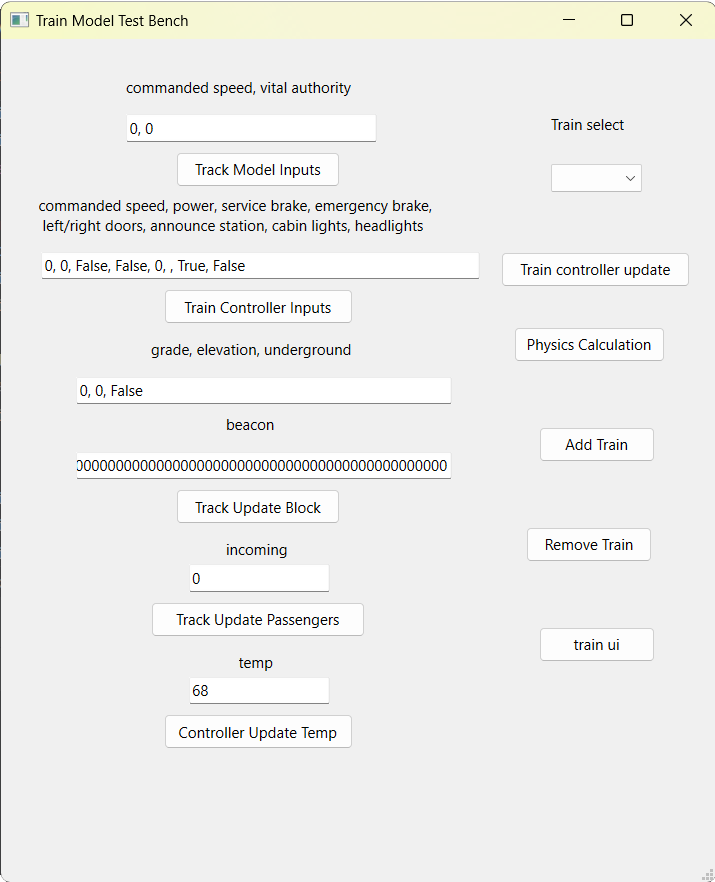 Train Model Test Bench
commanded speed, vital authority
0, 0
Train select
Track Model Inputs
commanded speed, power, service brake, emergency brake,
left/right doors, announce station, cabin lights, headlights
0, 0, False, False, 0, , True, False
Train controller update
Train Controller Inputs
Physics Calculation
grade, elevation, underground
0, 0, False
beacon
Add Train
Track Update Block
incoming
Remove Train
0
Track Update Passengers
train ui
temp
68
Controller Update Temp